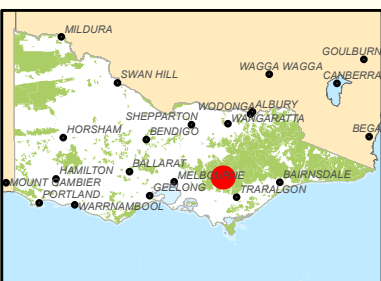 MILDURA
GOULBURN
WAGGA WAGGA
SWAN HILL
CANBERRA
WODONGA
ALBURY
SHEPPARTON
WANGARATTA
HORSHAM
BENDIGO
BEGA
HAMILTON
BALLARAT
MELBOURNE
BAIRNSDALE
MOUNT GAMBIER
GEELONG
TRARALGON
PORTLAND
WARRNAMBOOL